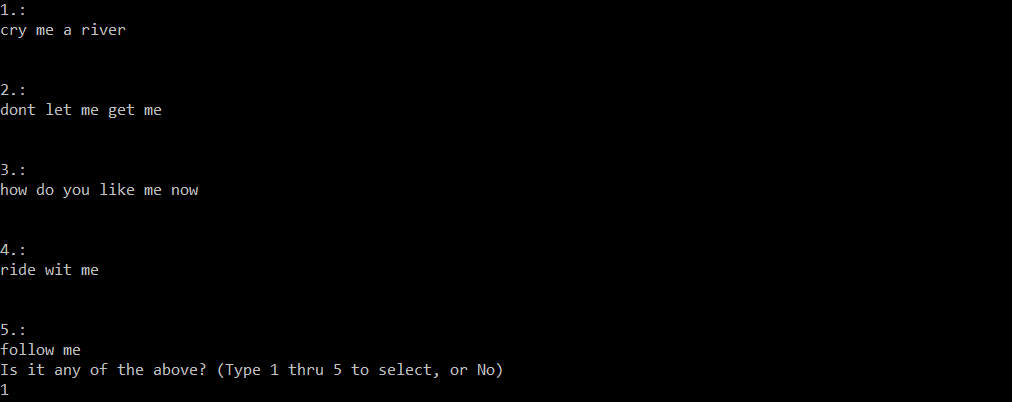 1.:
cry me a river
2.:
dont let me get me
3.:
how do you like me now
4.:
ride wit me
5.:
follow me
Is it any of the above? (Type 1 thru 5 to select, or No)
1